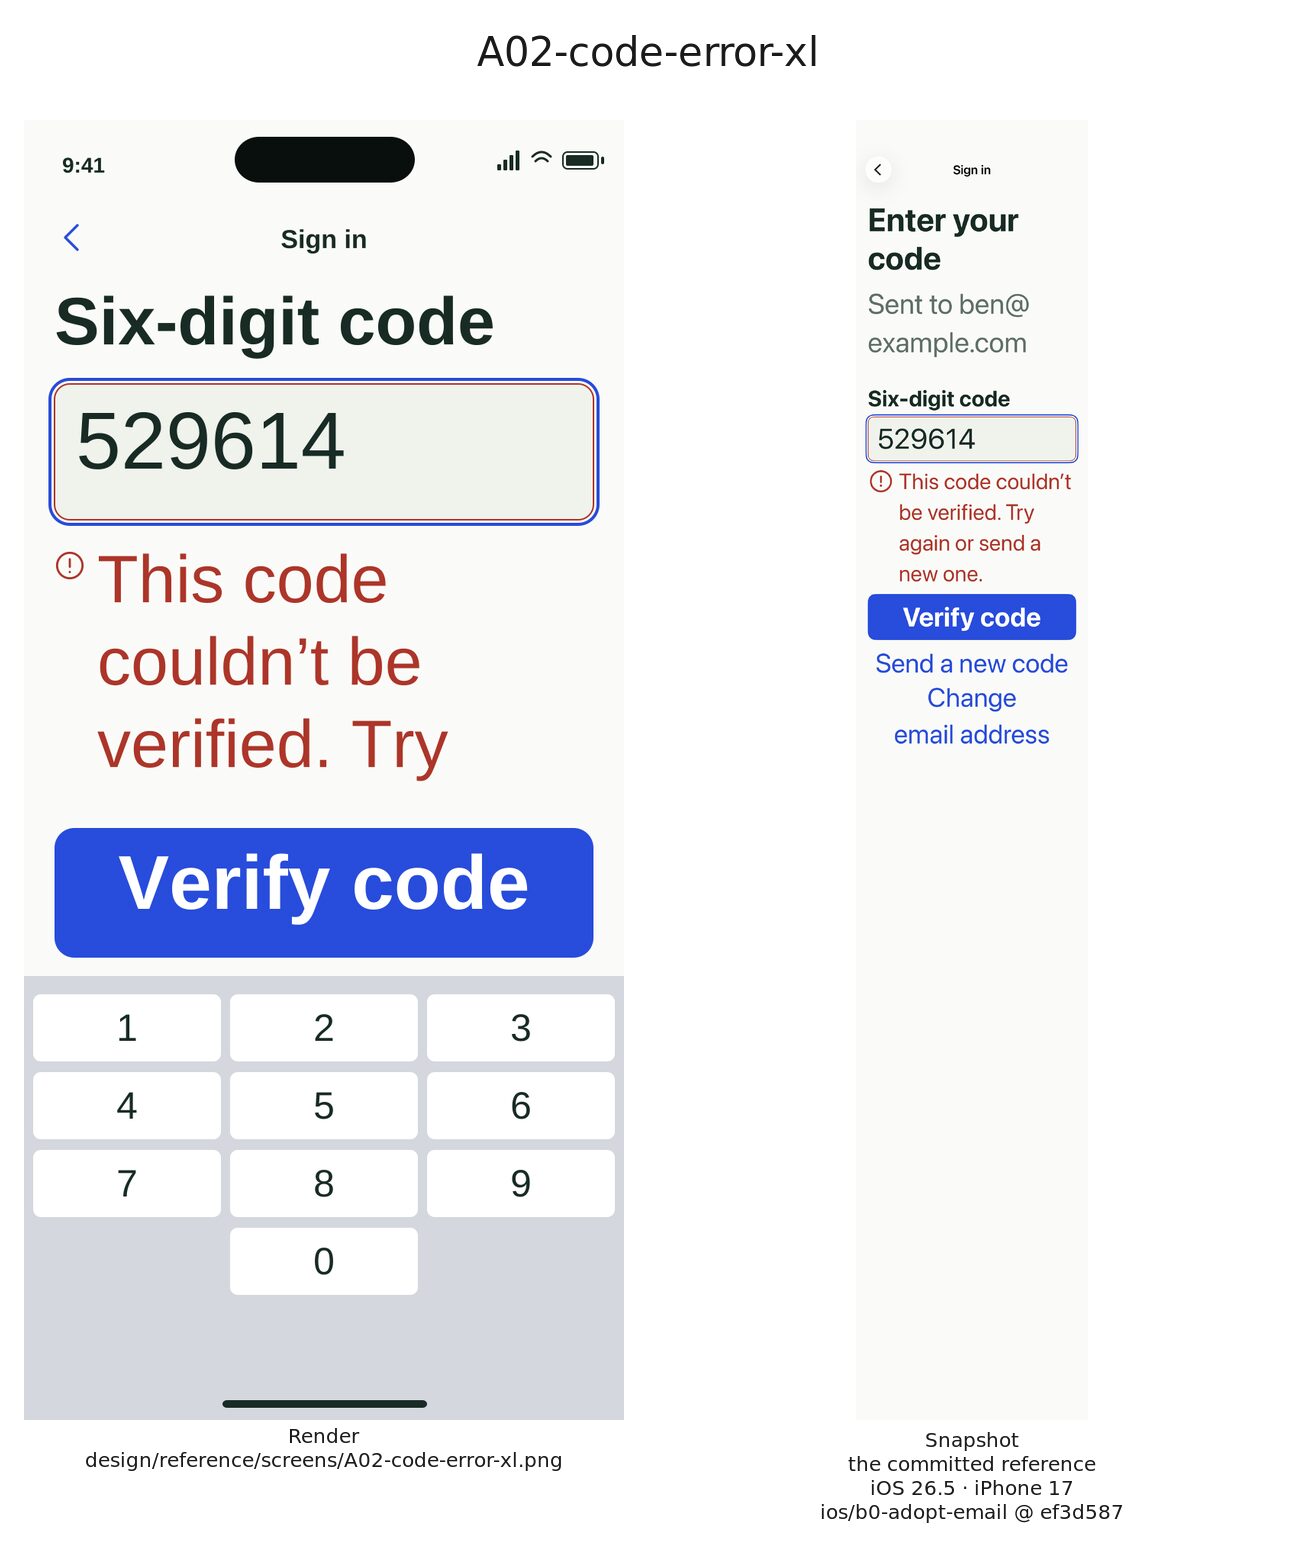 A02-code-error-xl
9:41
Sign in
Six-digit code
529614
This code
couldn’t be
verified. Try
Verify code
1 2 3
4 5 6
7 8 9
0
Render
design/reference/screens/A02-code-error-xl.png
Sign in
Enter your
code
Sent to ben@
example.com
Six-digit code
529614
This code couldn’t
be verified. Try
again or send a
new one.
Verify code
Send a new code
Change
email address
Snapshot
the committed reference
iOS 26.5 · iPhone 17
ios/b0-adopt-email @ ef3d587